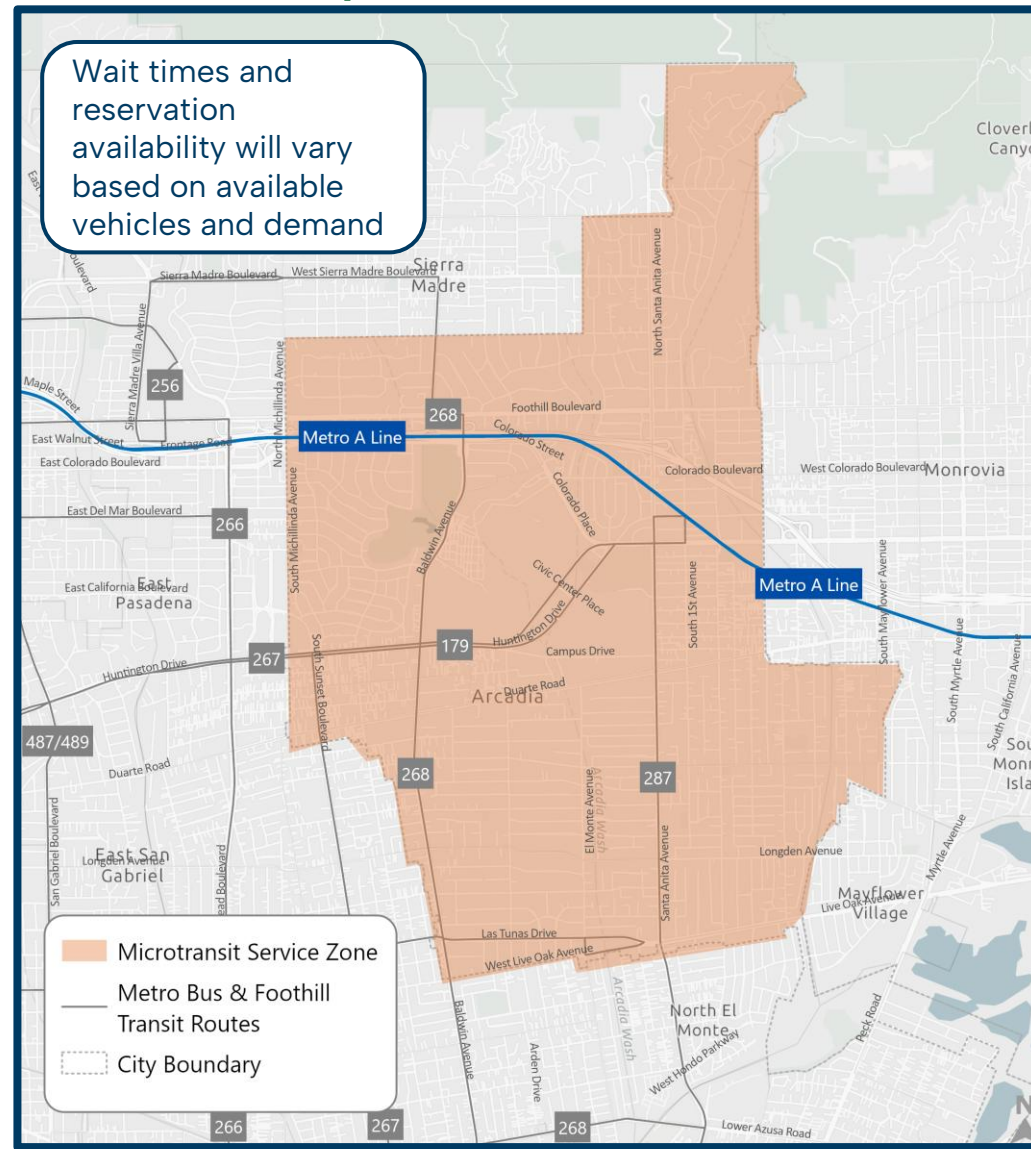 Wait times and
reservation
availability will vary
based on available
vehicles and demand
Cloverl
Cany
Sierra Madre Boulevard
West Sierra Madre Boulevard
Sierra
Madre
North Santa Anita Avenue
Sierra Madre Villa Avenue
256
Maple Street
North Michillinda Avenue
268
Foothill Boulevard
Metro A Line
Colorado Street
East Walnut Street
Frontage Road
East Colorado Boulevard
Colorado Boulevard
West Colorado Boulevard
Monrovia
Colorado Place
East Del Mar Boulevard
266
South Michillinda Avenue
Baldwin Avenue
East California Boulevard
East
Pasadena
Civic Center Place
Metro A Line
South 1St Avenue
South Mayflower Avenue
Huntington Drive
179
Campus Drive
267
Huntington Drive
South Sunset Boulevard
Duarte Road
Arcadia
South Myrtle Avenue
South California Avenue
487/489
Duarte Road
268
287
Sou
Monr
Isla
El Monte Avenue
Arcadia Wash
San Gabriel Boulevard
East San
Gabriel
Longden Avenue
ead Boulevard
Longden Avenue
Santa Anita Avenue
Myrtle Avenue
Mayflower
Village
Live Oak Avenue
Las Tunas Drive
West Live Oak Avenue
Microtransit Service Zone
Metro Bus & Foothill
Transit Routes
City Boundary
Baldwin Avenue
Arden Drive
Arcadia Wash
North El
Monte
West Hondo Parkway
Peck Road
N
266
267
268
Lower Azusa Road